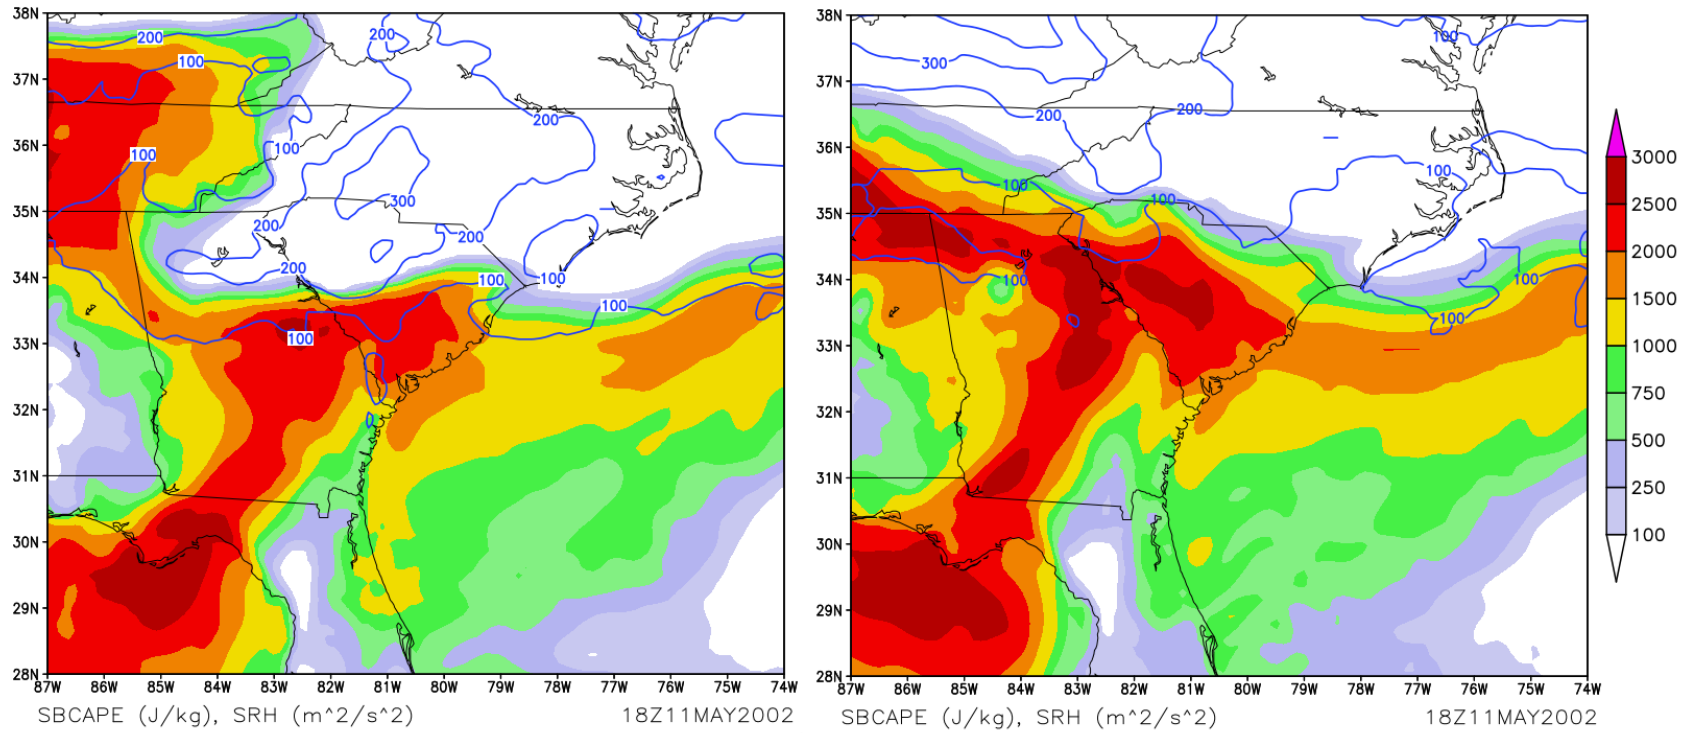 38N
37N
36N
35N
34N
33N
32N
31N
30N
29N
28N
87W 86W 85W 84W 83W 82W 81W 80W 79W 78W 77W 76W 75W 74W
200
200
100
200
100
100
300
200
200
200
100
100
100
100
SBCAPE (J/kg), SRH (m^2/s^2)
18Z11MAY2002
38N
37N
36N
35N
34N
33N
32N
31N
30N
29N
28N
87W 86W 85W 84W 83W 82W 81W 80W 79W 78W 77W 76W 75W 74W
100
300
200
200
100
100
100
100
100
100
SBCAPE (J/kg), SRH (m^2/s^2)
18Z11MAY2002
3000
2500
2000
1500
1000
750
500
250
100